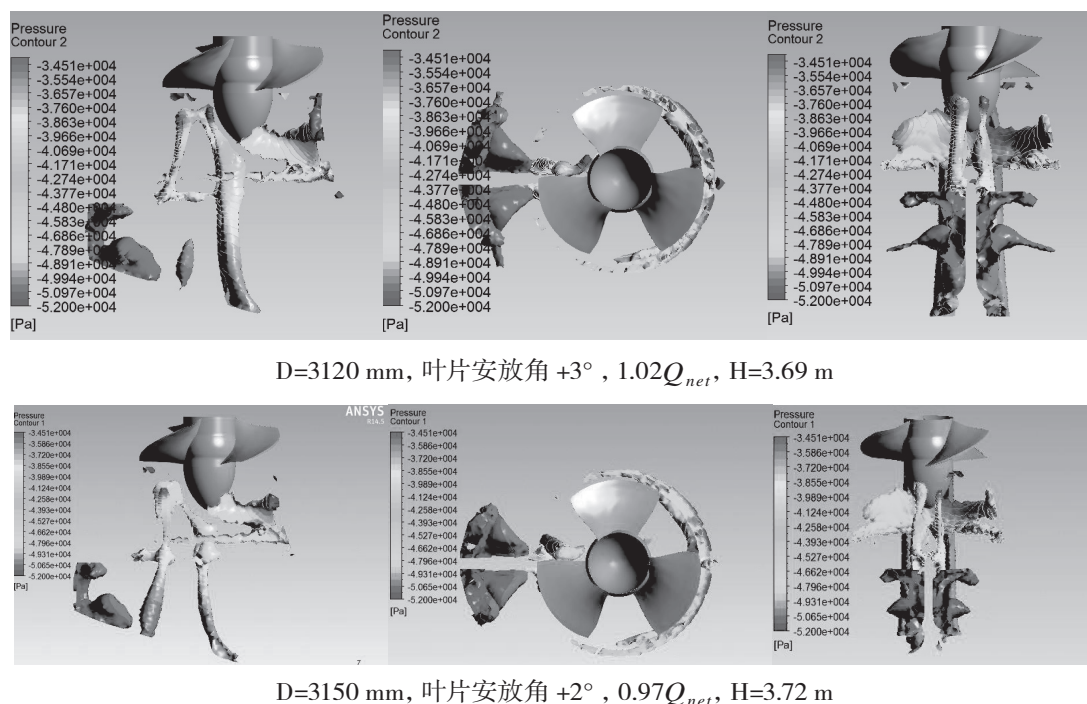 Pressure
Contour 2
-3.451e+004
-3.554e+004
-3.657e+004
-3.760e+004
-3.863e+004
-3.966e+004
-4.069e+004
-4.171e+004
-4.274e+004
-4.377e+004
-4.480e+004
-4.583e+004
-4.686e+004
-4.789e+004
-4.891e+004
-4.994e+004
-5.097e+004
-5.200e+004
[Pa]
Pressure
Contour 2
-3.451e+004
-3.554e+004
-3.657e+004
-3.760e+004
-3.863e+004
-3.966e+004
-4.069e+004
-4.171e+004
-4.274e+004
-4.377e+004
-4.480e+004
-4.583e+004
-4.686e+004
-4.789e+004
-4.891e+004
-4.994e+004
-5.097e+004
-5.200e+004
[Pa]
Pressure
Contour 2
-3.451e+004
-3.554e+004
-3.657e+004
-3.760e+004
-3.863e+004
-3.966e+004
-4.069e+004
-4.171e+004
-4.274e+004
-4.377e+004
-4.480e+004
-4.583e+004
-4.686e+004
-4.789e+004
-4.891e+004
-4.994e+004
-5.097e+004
-5.200e+004
[Pa]
D=3120 mm, 叶片安放角 +3° , 1.02Qnet, H=3.69 m
Pressure
Contour 1
-3.451e+004
-3.586e+004
-3.720e+004
-3.855e+004
-3.989e+004
-4.124e+004
-4.258e+004
-4.393e+004
-4.527e+004
-4.662e+004
-4.796e+004
-4.931e+004
-5.065e+004
-5.200e+004
[Pa]
ANSYS
R14.5
7
Pressure
Contour 1
-3.451e+004
-3.586e+004
-3.720e+004
-3.855e+004
-3.989e+004
-4.124e+004
-4.258e+004
-4.393e+004
-4.527e+004
-4.662e+004
-4.796e+004
-4.931e+004
-5.065e+004
-5.200e+004
[Pa]
Pressure
Contour 1
-3.451e+004
-3.586e+004
-3.720e+004
-3.855e+004
-3.989e+004
-4.124e+004
-4.258e+004
-4.393e+004
-4.527e+004
-4.662e+004
-4.796e+004
-4.931e+004
-5.065e+004
-5.200e+004
[Pa]
D=3150 mm, 叶片安放角 +2° , 0.97Qnet, H=3.72 m